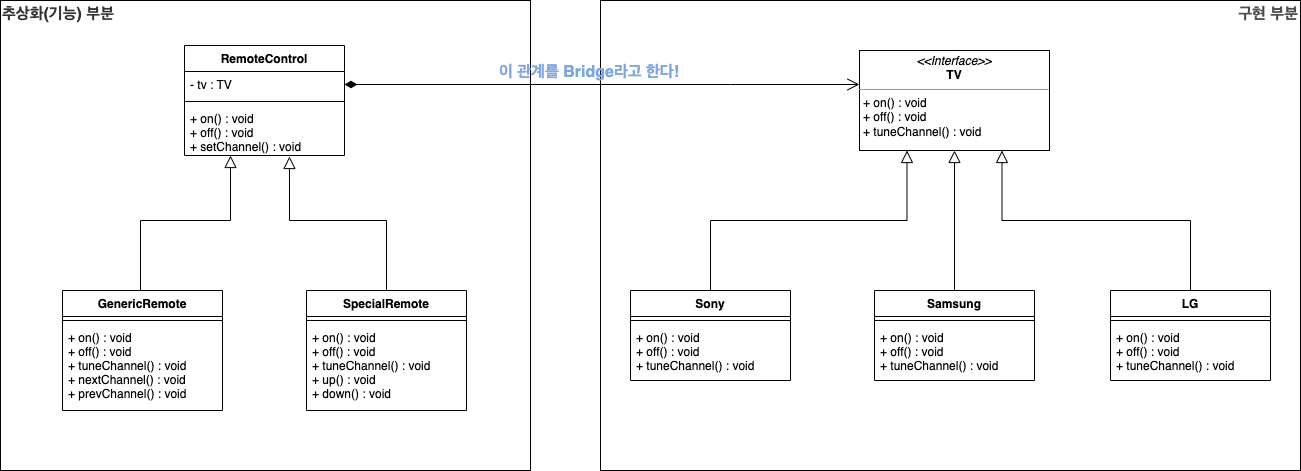 추상화(기능) 부분
구현 부분
RemoteControl
- tv : TV
+ on() : void
+ off() : void
+ setChannel() : void
이 관계를 Bridge라고 한다!
<<Interface>>
TV
+ on() : void
+ off() : void
+ tuneChannel() : void
GenericRemote
+ on() : void
+ off() : void
+ tuneChannel() : void
+ nextChannel() : void
+ prevChannel() : void
SpecialRemote
+ on() : void
+ off() : void
+ tuneChannel() : void
+ up() : void
+ down() : void
Sony
+ on() : void
+ off() : void
+ tuneChannel() : void
Samsung
+ on() : void
+ off() : void
+ tuneChannel() : void
LG
+ on() : void
+ off() : void
+ tuneChannel() : void